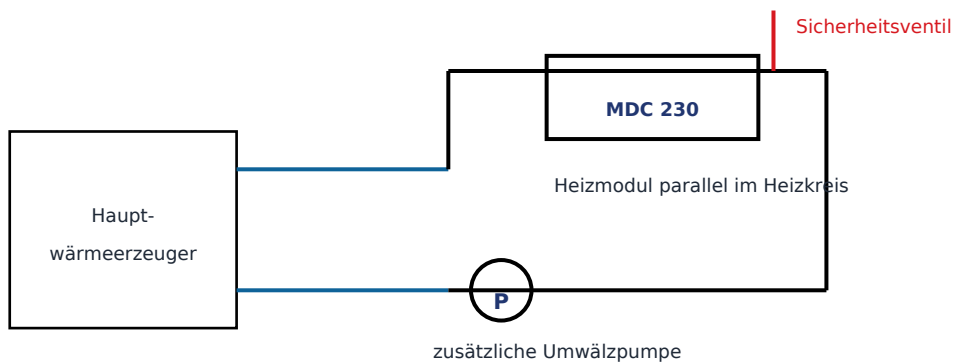 Sicherheitsventil
MDC 230
Heizmodul parallel im Heizkreis
Haupt-
wärmeerzeuger
P
zusätzliche Umwälzpumpe